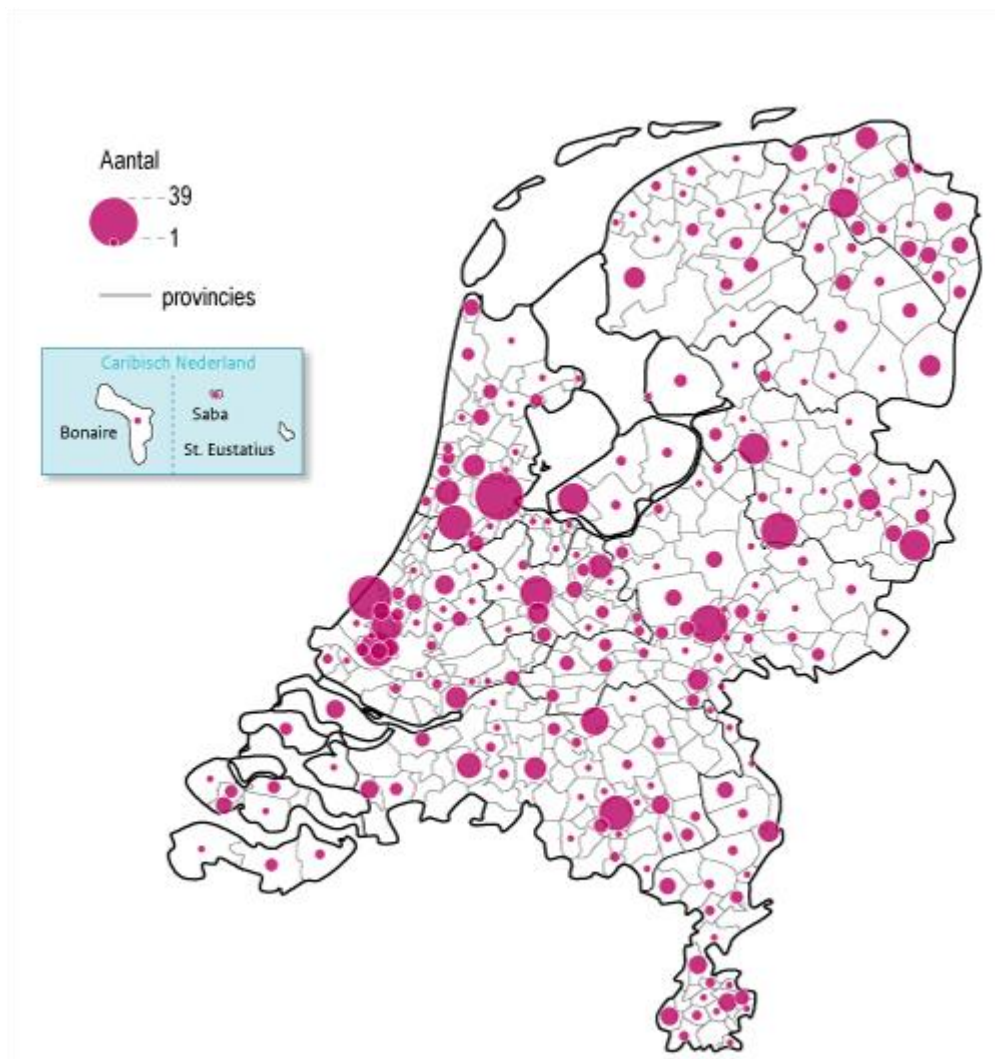 Aantal
39
1
provincies
Caribisch Nederland
Bonaire
Saba
St. Eustatius